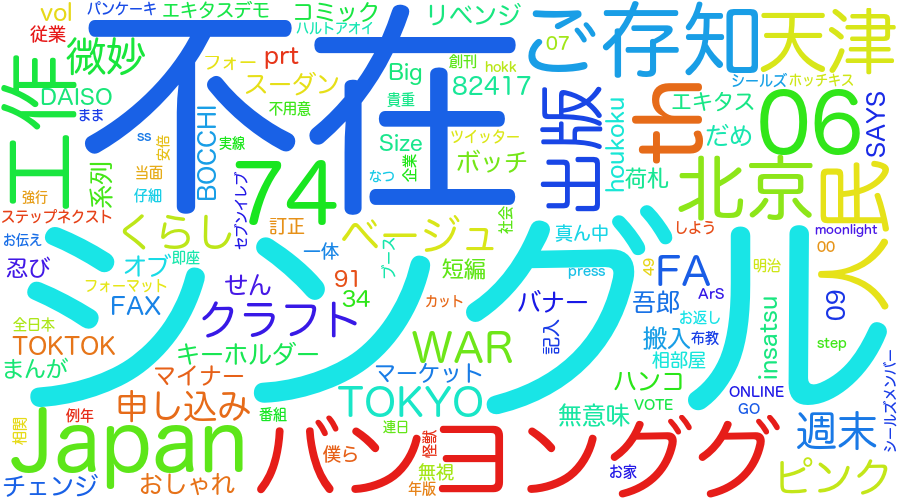 vol
パンケーキ
エキタスデモ
コミック
リベンジ
ご存知
天津
従業
微妙
不在
ハルトアオイ
07
フォー
prt
創刊
hokk
シールズ
ホッチキス
DAISO
スーダン
Big
82417
エキタス
工作
まま
不用意
貴重
出版
th
06
SAYS
ss
安倍
実線
Size
ツイッター
houkoku
だめ
BOCCHI
74
企業
ボッチ
当面
系列
なつ
荷札
北京
人民
強行
仔細
セブンイレブ
ステップネクスト
くらし
訂正
ベージュ
社会
真ん中
しよう
moonlight
お伝え
即座
一体
ブース
00
忍び
オブ
短編
press
49
FA
明治
フォーマット
せん
91
34
カット
バナー
吾郎
ArS
09
FAX
クラフト
お返し
全日本
シングル
記入
搬入
布教
insatsu
step
TOKTOK
キーホルダー
WAR
相部屋
まんが
マイナー
マーケット
ハンコ
ONLINE
シールズメンバー
申し込み
TOKYO
無意味
VOTE
GO
例年
番組
連日
週末
相関
Japan
バンヨンググ
怪獣
僕ら
無視
お家
ピンク
チェンジ
おしゃれ
年版